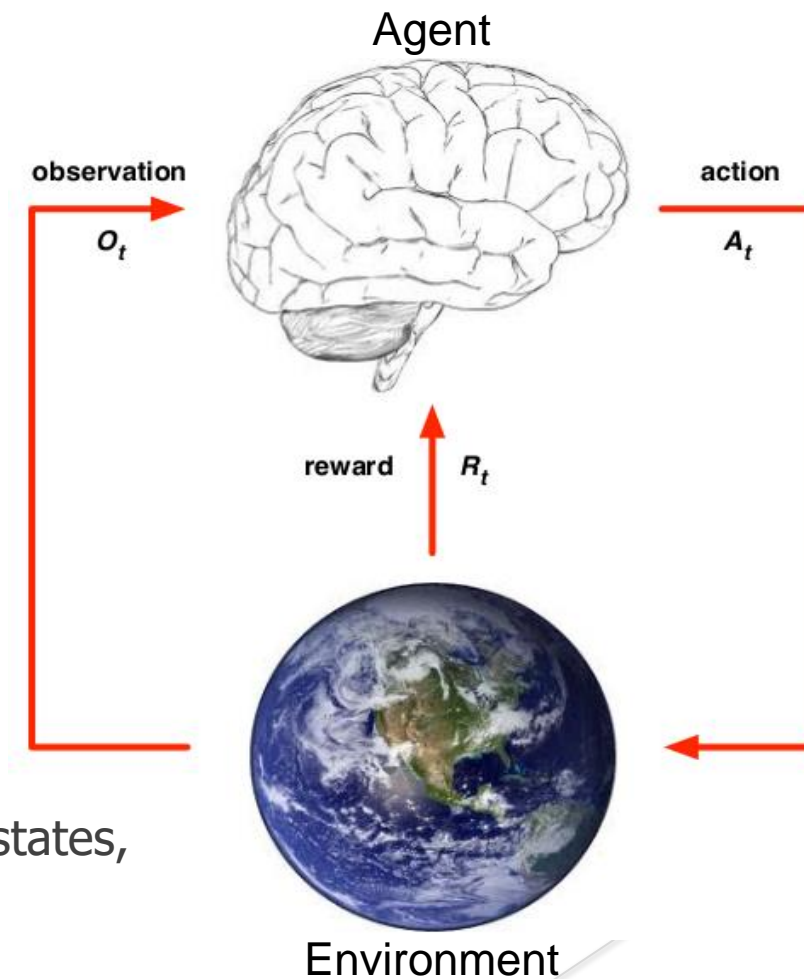 Agent
observation
O_t
action
A_t
reward R_t
states,
Environment